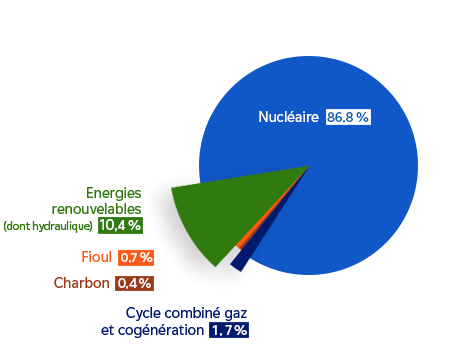 Nucléaire 86,8 %
Energies
renouvelables
(dont hydraulique) 10,4 %
Fioul 0,7 %
Charbon 0,4 %
Cycle combiné gaz
et cogénération 1,7 %